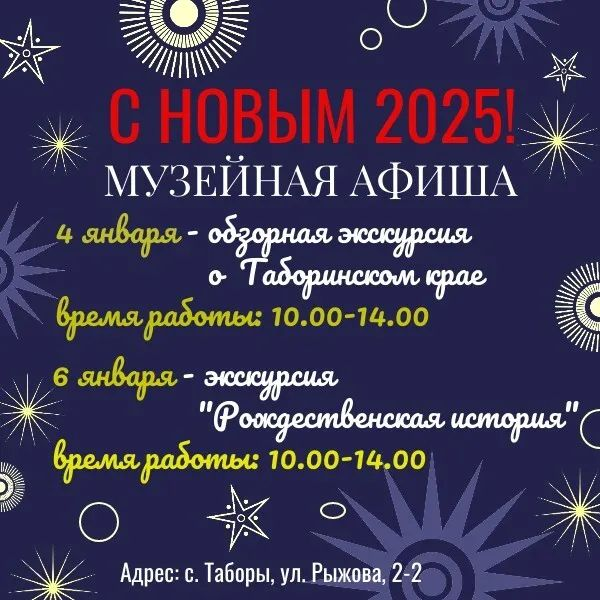 С НОВЫМ 2025!
МУЗЕЙНАЯ АФИША
4 января - обзорная экскурсия
о Таборинском крае
время работы: 10.00-14.00
6 января - экскурсия
"Рождественская история"
время работы: 10.00-14.00
Адрес: с. Таборы, ул. Рыжова, 2-2